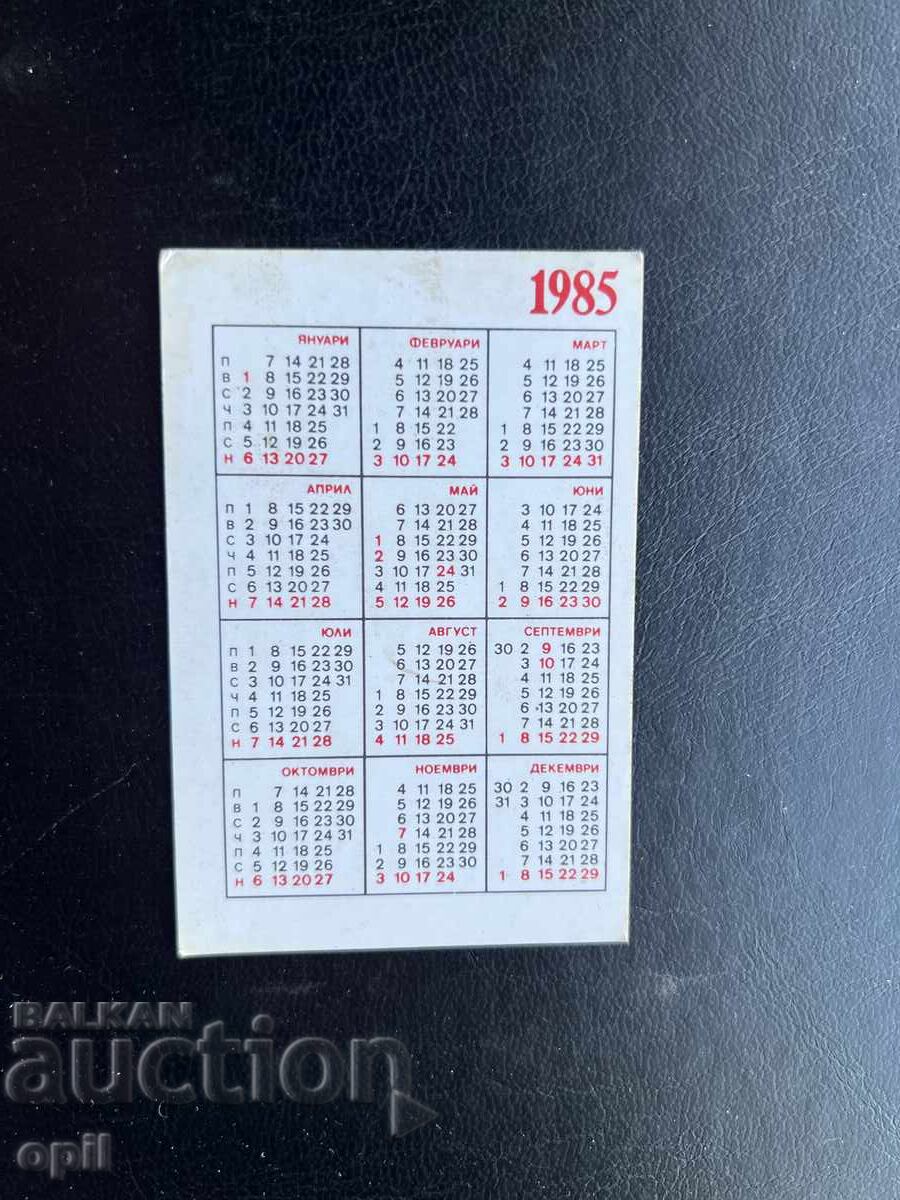 1985
ЯНУАРИ
П 7 14 21 28
В 1 8 15 22 29
С 2 9 16 23 30
Ч 3 10 17 24 31
П 4 11 18 25
С 5 12 19 26
Н 6 13 20 27
ФЕВРУАРИ
4 11 18 25
5 12 19 26
6 13 20 27
7 14 21 28
1 8 15 22
2 9 16 23
3 10 17 24
МАРТ
4 11 18 25
5 12 19 26
6 13 20 27
7 14 21 28
1 8 15 22 29
2 9 16 23 30
3 10 17 24 31
АПРИЛ
П 1 8 15 22 29
В 2 9 16 23 30
С 3 10 17 24
Ч 4 11 18 25
П 5 12 19 26
С 6 13 20 27
Н 7 14 21 28
МАЙ
6 13 20 27
7 14 21 28
1 8 15 22 29
2 9 16 23 30
3 10 17 24 31
4 11 18 25
5 12 19 26
ЮНИ
3 10 17 24
4 11 18 25
5 12 19 26
6 13 20 27
7 14 21 28
1 8 15 22 29
2 9 16 23 30
ЮЛИ
П 1 8 15 22 29
В 2 9 16 23 30
С 3 10 17 24 31
Ч 4 11 18 25
П 5 12 19 26
С 6 13 20 27
Н 7 14 21 28
АВГУСТ
5 12 19 26
6 13 20 27
7 14 21 28
1 8 15 22 29
2 9 16 23 30
3 10 17 24 31
4 11 18 25
СЕПТЕМВРИ
30 2 9 16 23
3 10 17 24
4 11 18 25
5 12 19 26
6 13 20 27
7 14 21 28
1 8 15 22 29
ОКТОМВРИ
П 7 14 21 28
В 1 8 15 22 29
С 2 9 16 23 30
Ч 3 10 17 24 31
П 4 11 18 25
С 5 12 19 26
Н 6 13 20 27
НОЕМВРИ
4 11 18 25
5 12 19 26
6 13 20 27
7 14 21 28
1 8 15 22 29
2 9 16 23 30
3 10 17 24
ДЕКЕМВРИ
30 2 9 16 23
31 3 10 17 24
4 11 18 25
5 12 19 26
6 13 20 27
7 14 21 28
1 8 15 22 29
BALKAN
auction
opil